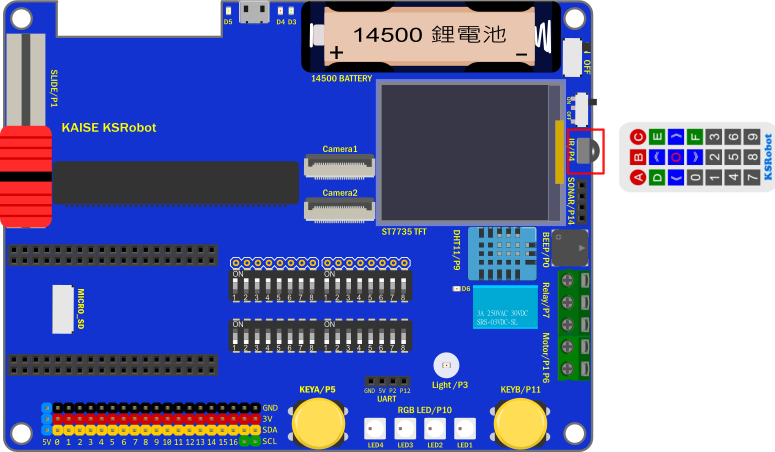 D5
D4 D3
14500 鋰電池
+ −
14500 BATTERY
OFF
ON OFF
SLIDE/P1
KAISE KSRobot
Camera1
Camera2
ST7735 TFT
IR/P4
SONAR/P14
C E 》 F 3 6 9
B 《 O 》 0 2 5 8
A D 《 0 1 4 7
KSRobot
DHT11/P9
BEEP/P0
D6
3A 250VAC 30VDC
SRS-03VDC-SL
Relay/P7
Motor/P1 P6
MICRO_SD
ON ON
1 2 3 4 5 6 7 8 1 2 3 4 5 6 7 8
ON ON
1 2 3 4 5 6 7 8 1 2 3 4 5 6 7 8
Light /P3
GND 5V P2 P12
UART
KEYA/P5
KEYB/P11
RGB LED/P10
LED4 LED3 LED2 LED1
GND
3V
SDA
SCL
5V 0 1 2 3 4 5 6 7 8 9 10 11 12 13 14 15 16